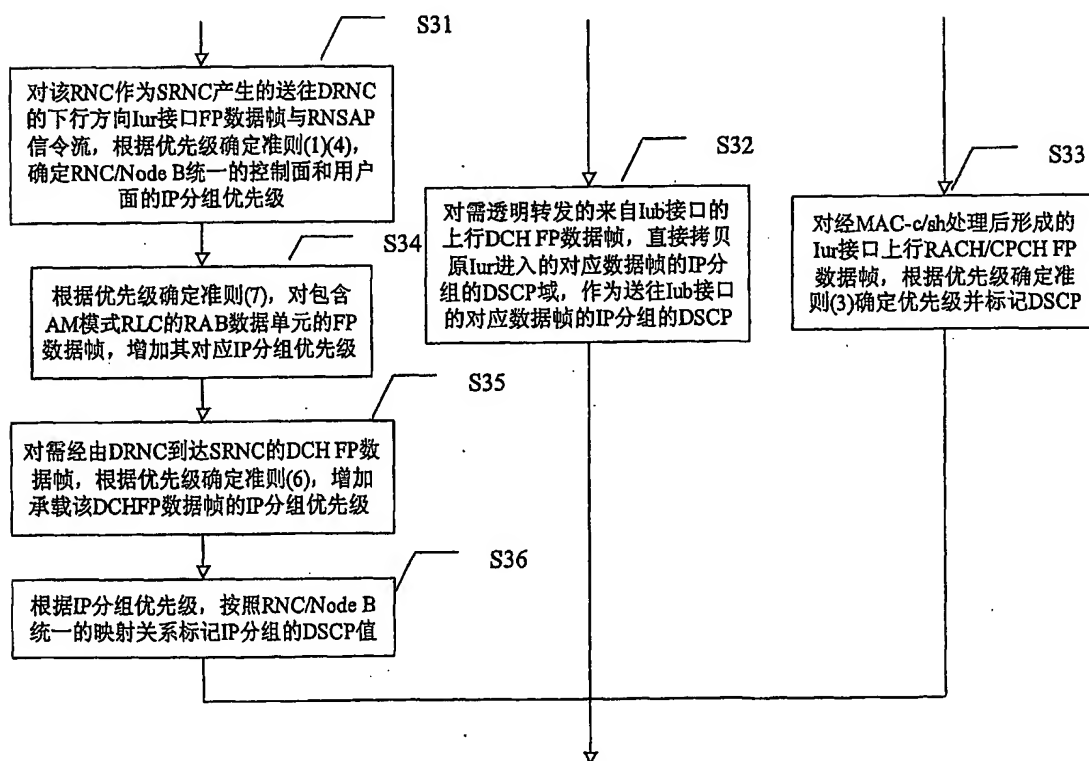 S31
对该RNC作为SRNC产生的送往DRNC
的下行方向Iur接口FP数据帧与RNSAP
信令流，根据优先级确定准则(1)(4)，
确定RNC/Node B统一的控制面和用户
面的IP分组优先级
S32
对需透明转发的来自Iub接口的
上行DCH FP数据帧，直接拷贝
原Iur进入的对应数据帧的IP分
组的DSCP域，作为送往Iub接口
的对应数据帧的IP分组的DSCP
S33
对经MAC-c/sh处理后形成的
Iur接口上行RACH/CPCH FP
数据帧，根据优先级确定准
则(3)确定优先级并标记DSCP
S34
根据优先级确定准则(7)，对包含
AM模式RLC的RAB数据单元的FP
数据帧，增加其对应IP分组优先级
S35
对需经由DRNC到达SRNC的DCH FP数
据帧，根据优先级确定准则(6)，增加
承载该DCHFP数据帧的IP分组优先级
S36
根据IP分组优先级，按照RNC/Node B
统一的映射关系标记IP分组的DSCP值